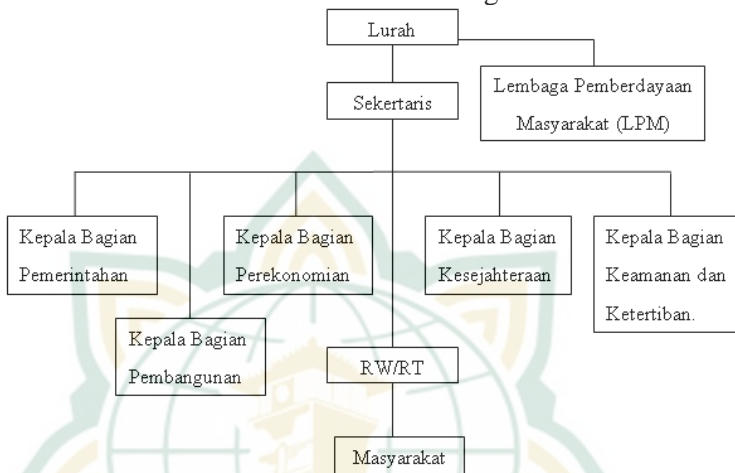 Lurah
Lembaga Pemberdayaan
Masyarakat (LPM)
Sekertaris
Kepala Bagian
Pemerintahan
Kepala Bagian
Perekonomian
Kepala Bagian
Kesejahteraan
Kepala Bagian
Keamanan dan
Ketertiban.
Kepala Bagian
Pembangunan
RW/RT
Masyarakat